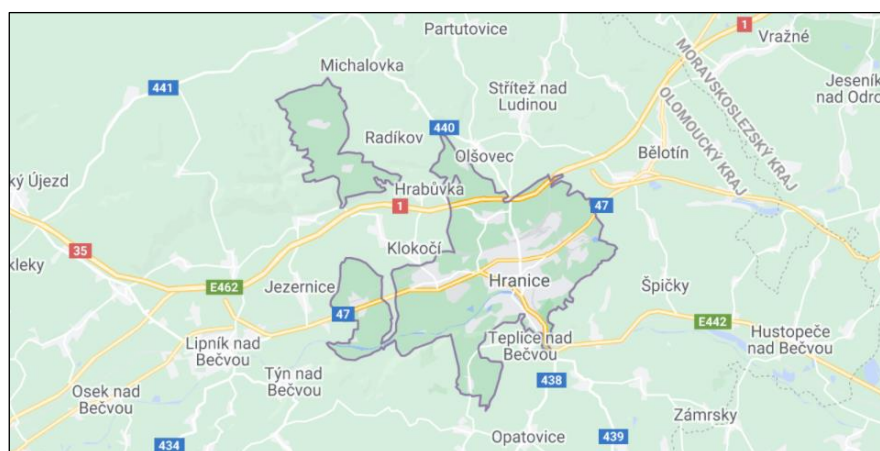 Partutovice
1
Vražné
Michalovka
441
Střítež nad
Ludinou
Jeseník
nad Odro
MORAVSKOSLEZSKÝ KRAJ
OLOMOUCKÝ KRAJ
Radíkov
440
Olšovec
Bělotín
ký Újezd
Hrabůvka
1
47
35
Klokočí
kleky
E462
Jezernice
Hranice
Špičky
47
E442
Lipník nad
Bečvou
Teplice nad
Bečvou
Hustopeče
nad Bečvou
Týn nad
Bečvou
438
Osek nad
Bečvou
Zámrsky
434
Opatovice
439